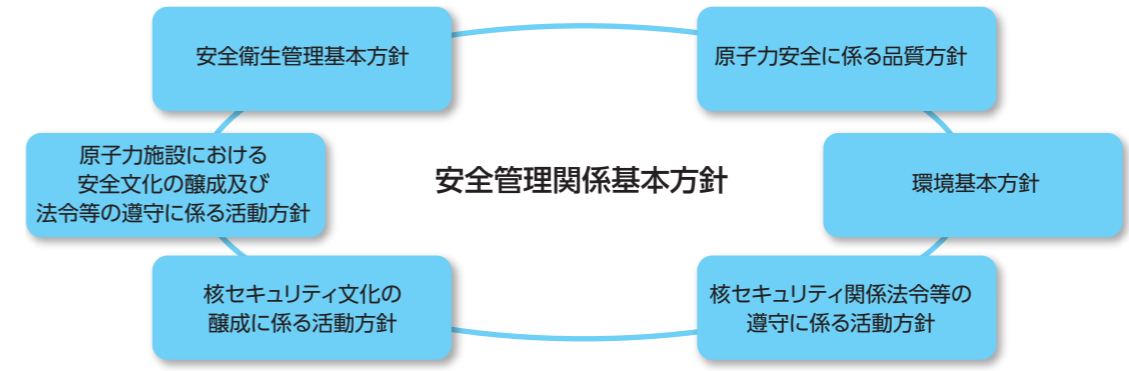 安全衛生管理基本方針
原子力安全に係る品質方針
原子力施設における
安全文化の醸成及び
法令等の遵守に係る活動方針
安全管理関係基本方針
環境基本方針
核セキュリティ文化の
醸成に係る活動方針
核セキュリティ関係法令等の
遵守に係る活動方針